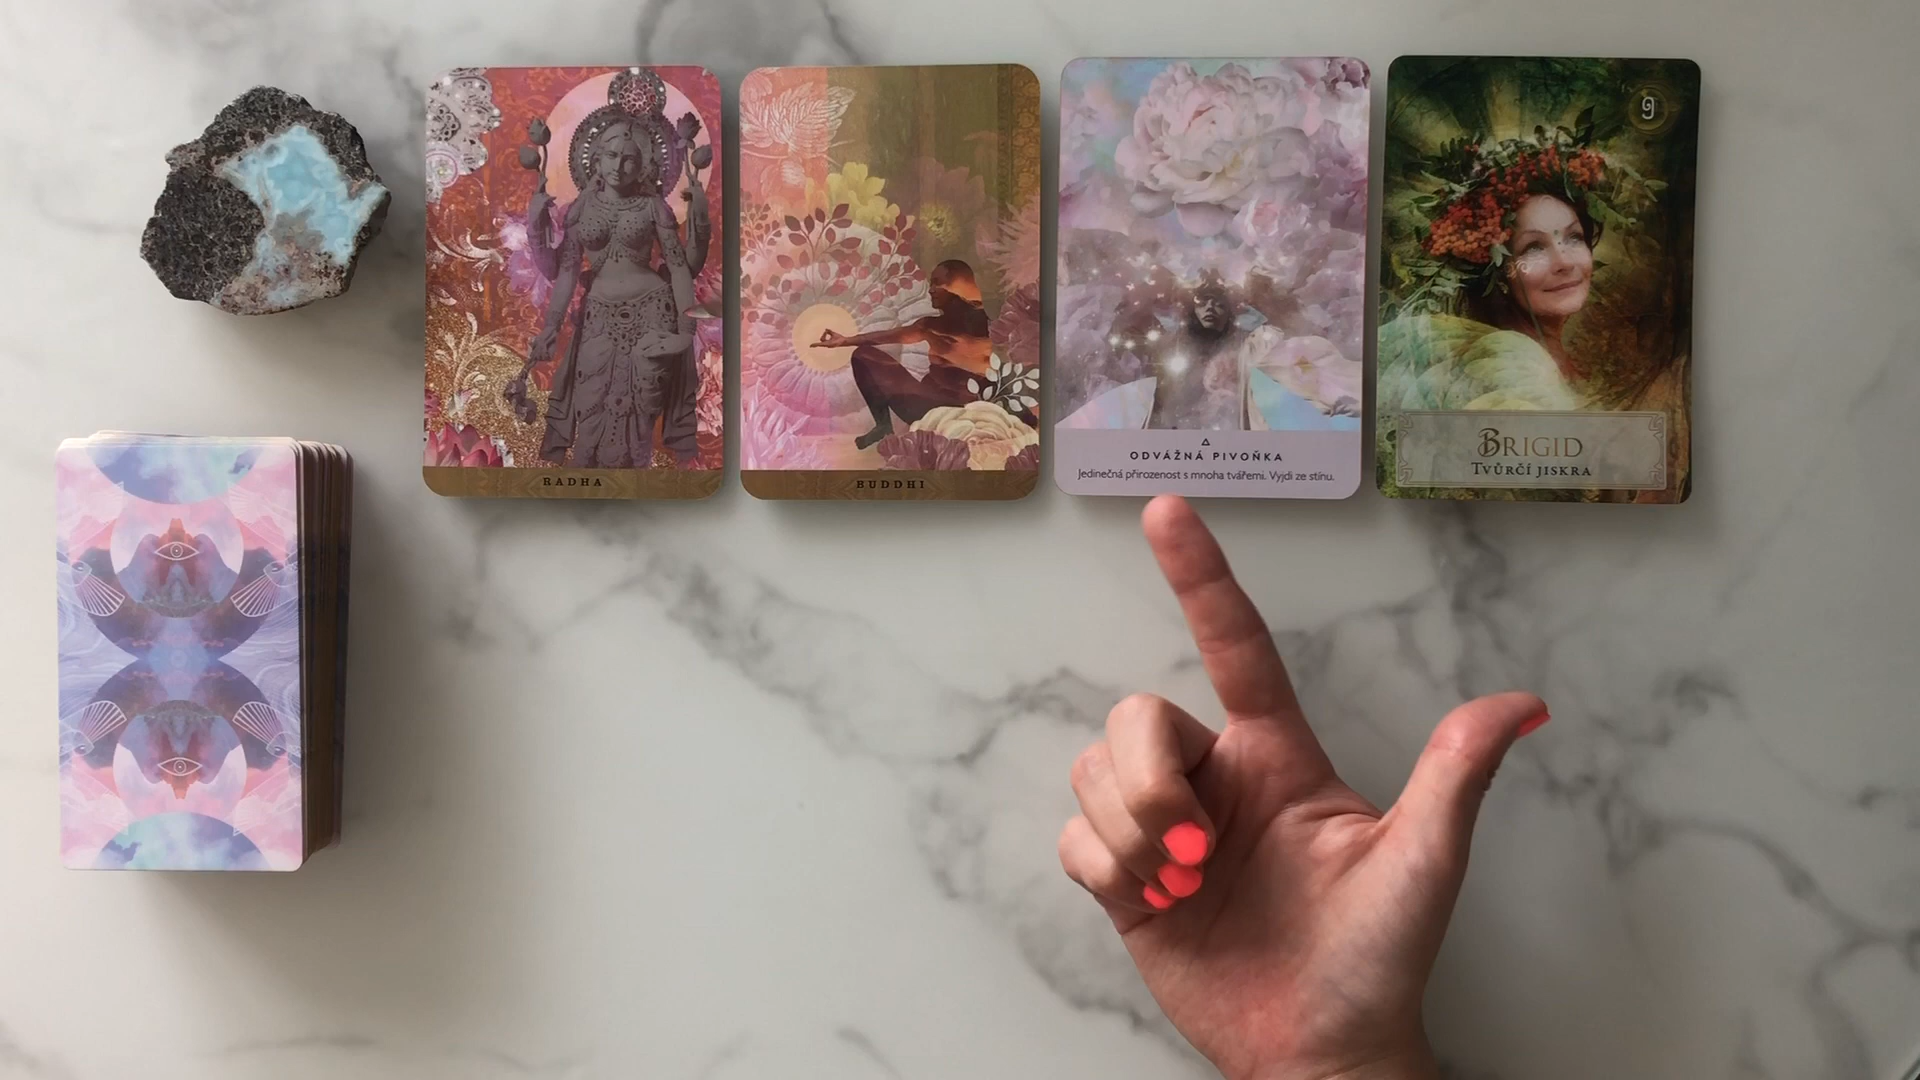 RADHA
BUDDHI
ODVÁŽNÁ PIVOŇKA
Jedinečná přirozenost s mnoha tvářemi. Vyjdi ze stínu.
9
BRIGID
TVŮRČÍ JISKRA